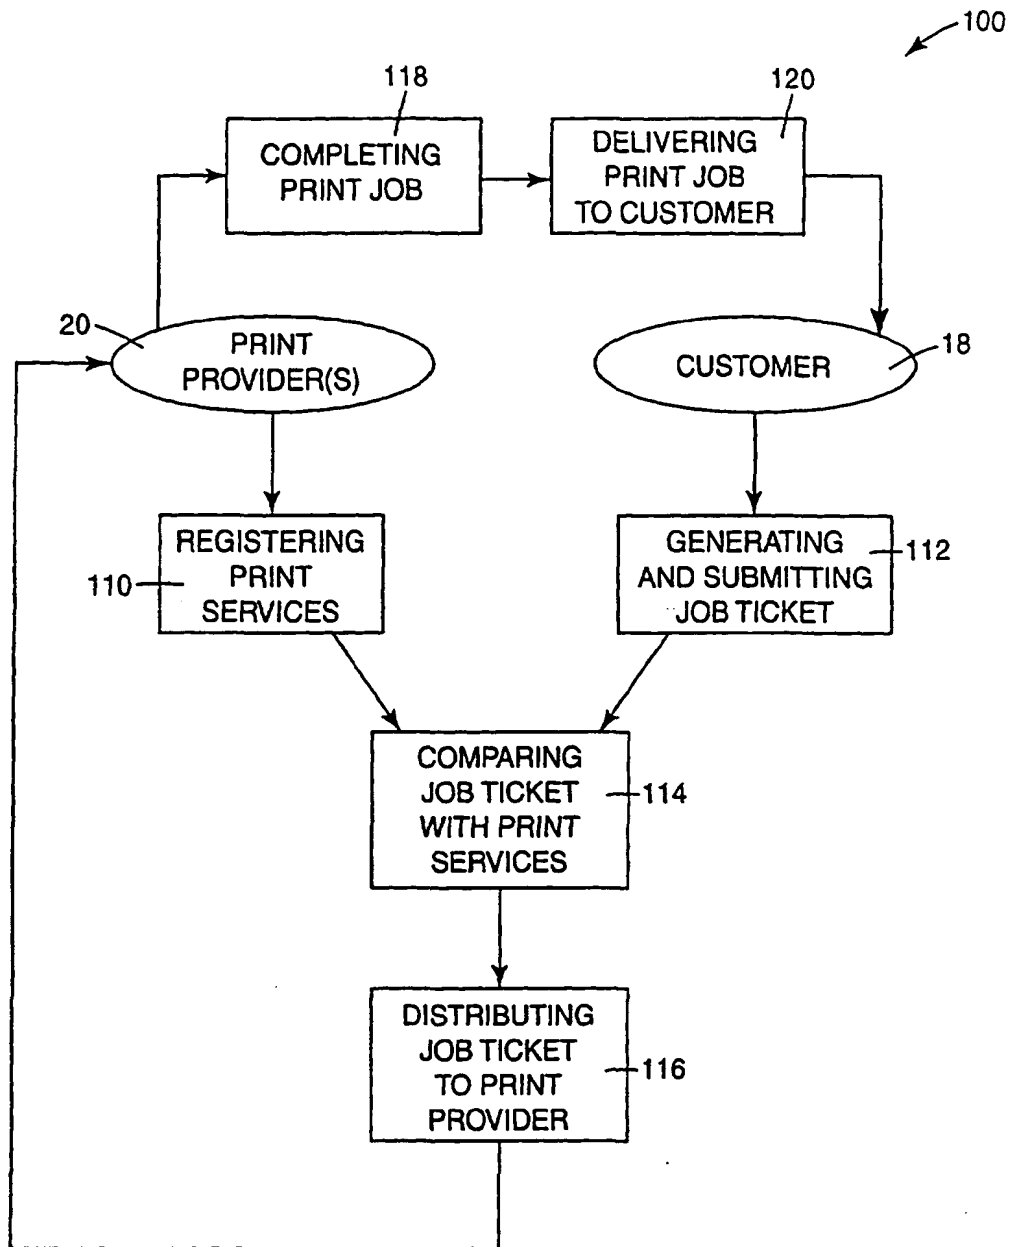 100
118
COMPLETING
PRINT JOB
120
DELIVERING
PRINT JOB
TO CUSTOMER
20
PRINT
PROVIDER(S)
CUSTOMER
18
REGISTERING
PRINT
SERVICES
110
GENERATING
AND SUBMITTING
JOB TICKET
112
COMPARING
JOB TICKET
WITH PRINT
SERVICES
114
DISTRIBUTING
JOB TICKET
TO PRINT
PROVIDER
116